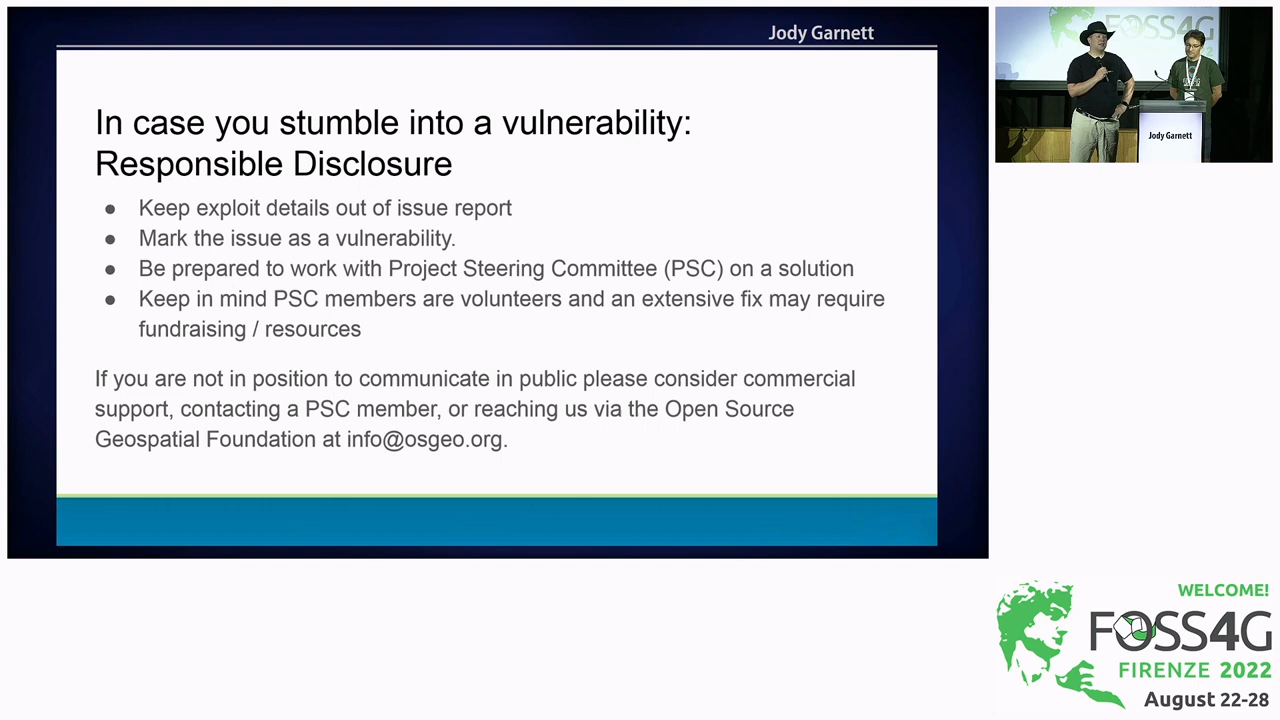 Jody Garnett
In case you stumble into a vulnerability:
Responsible Disclosure
● Keep exploit details out of issue report
● Mark the issue as a vulnerability.
● Be prepared to work with Project Steering Committee (PSC) on a solution
● Keep in mind PSC members are volunteers and an extensive fix may require
fundraising / resources
If you are not in position to communicate in public please consider commercial
support, contacting a PSC member, or reaching us via the Open Source
Geospatial Foundation at info@osgeo.org.
FOSS4G
Jody Garnett
WELCOME!
FOSS4G
FIRENZE 2022
August 22-28